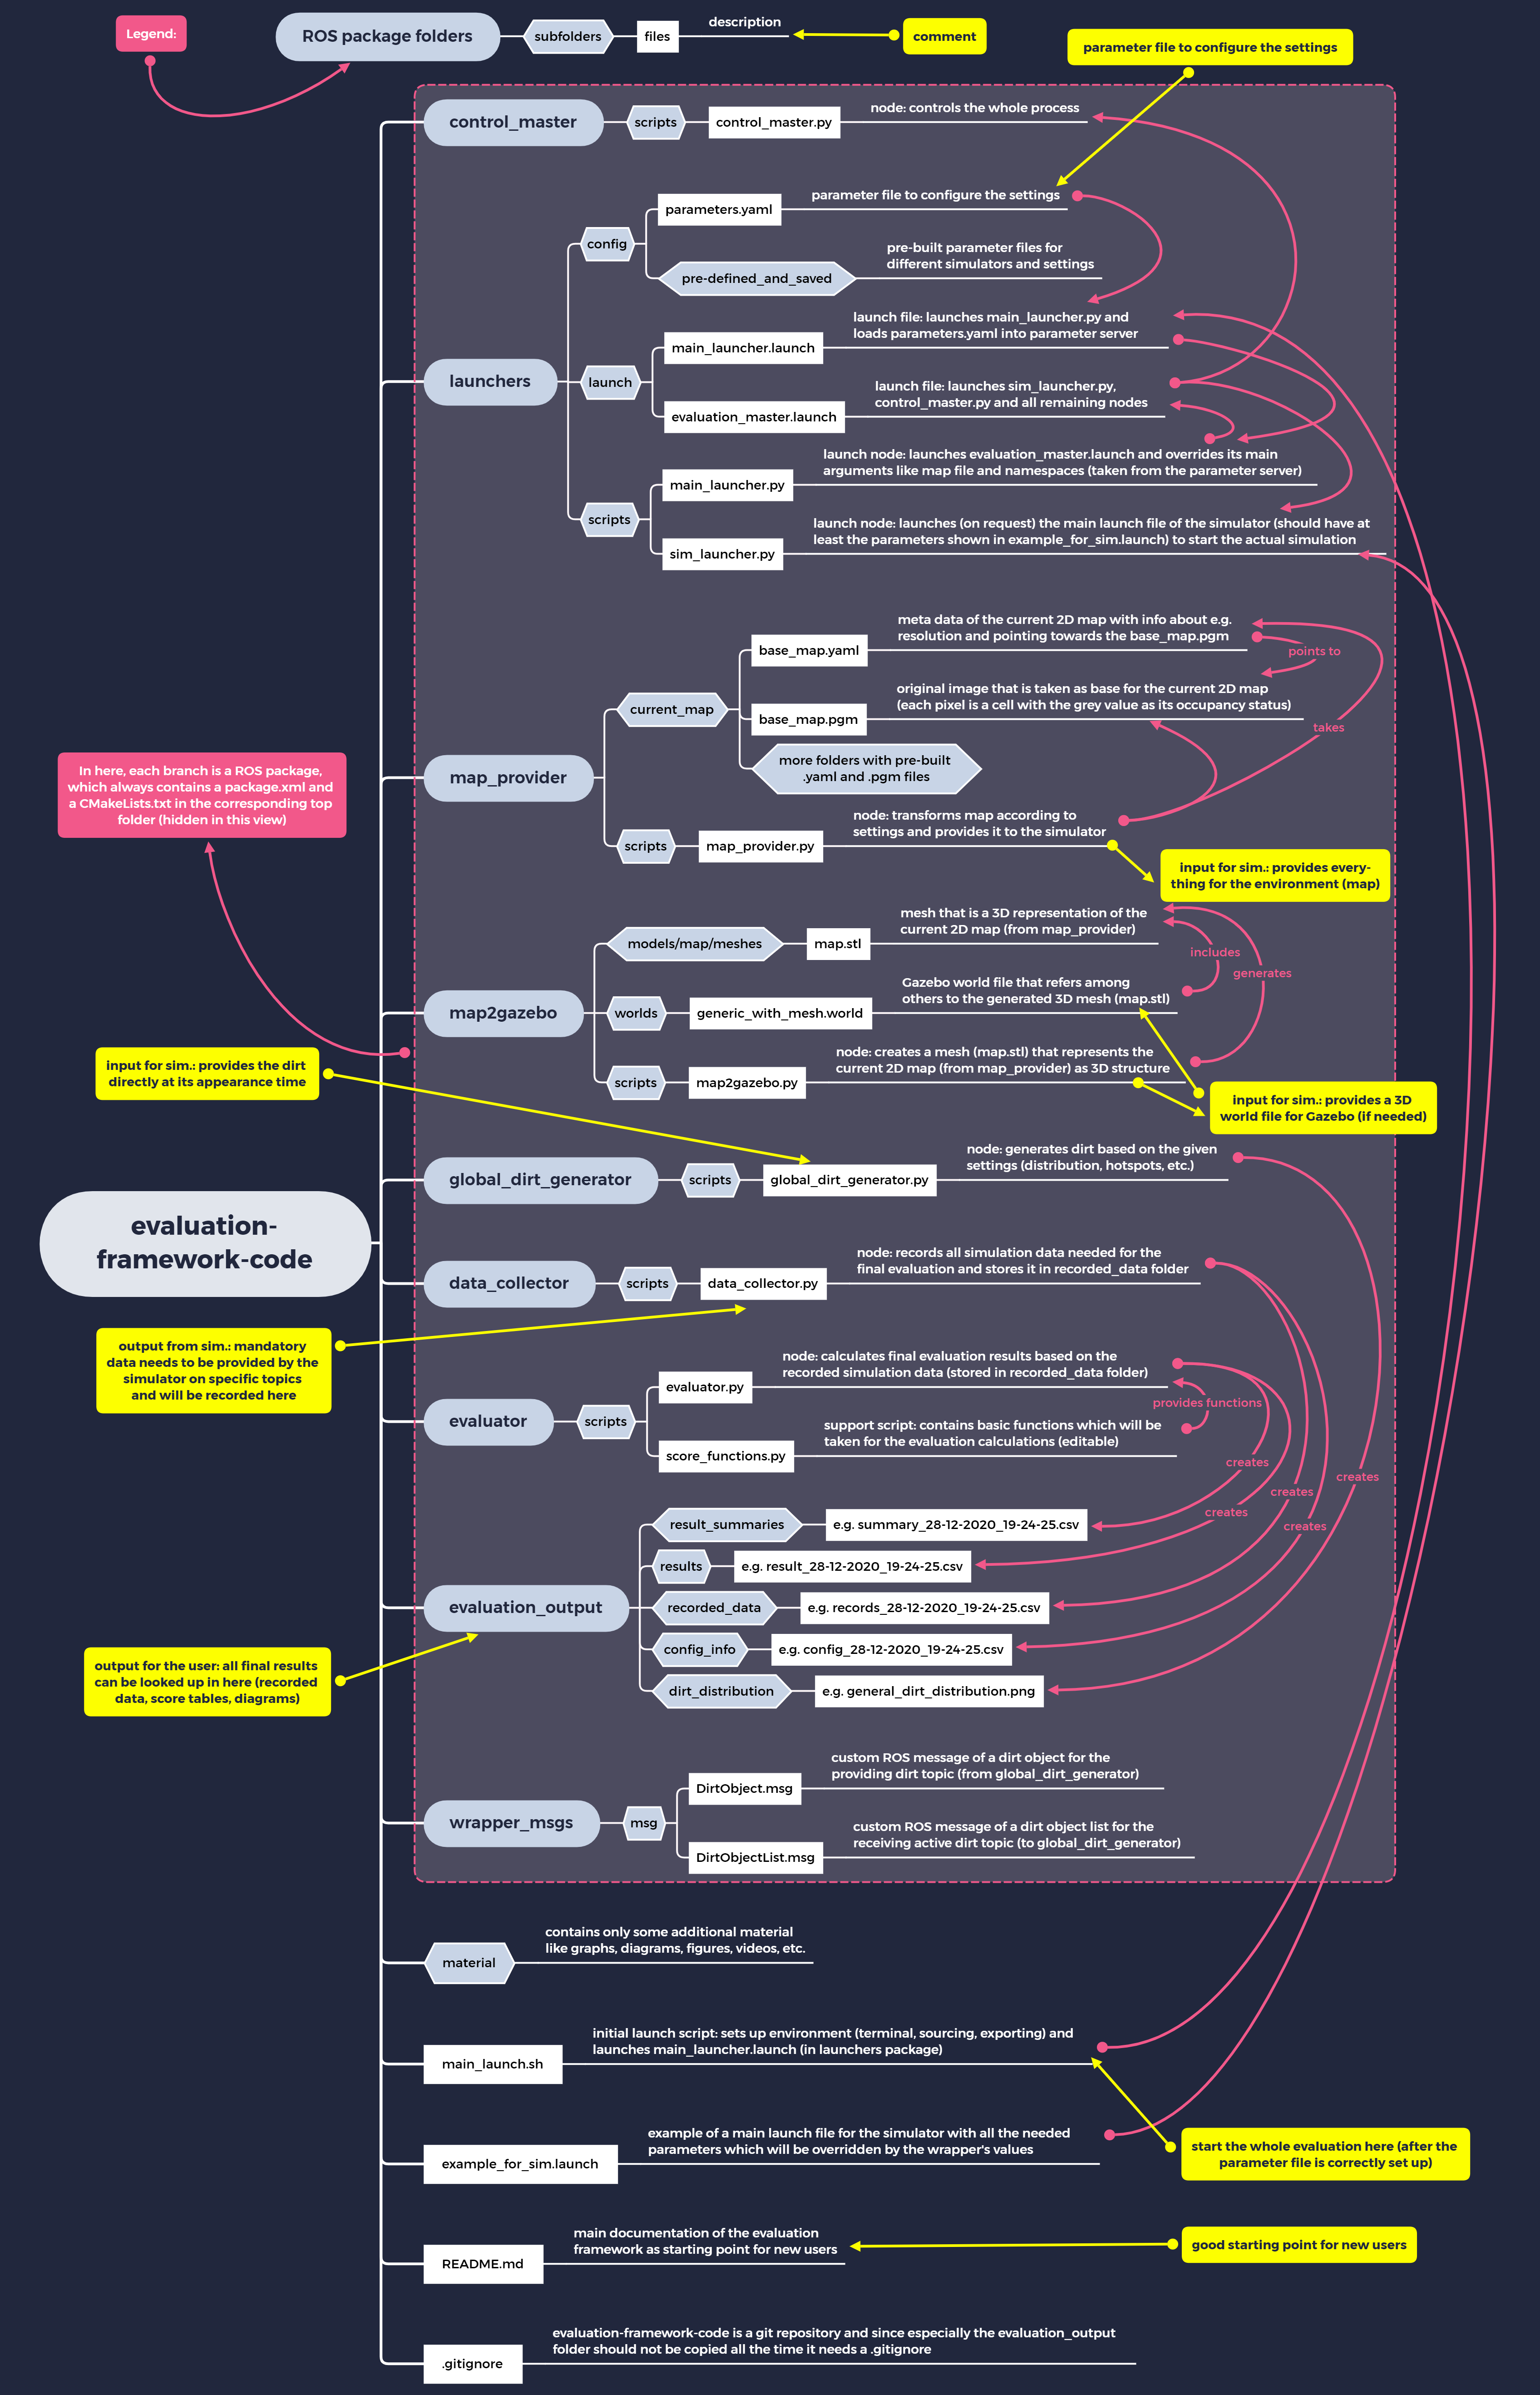 Legend:
ROS package folders
subfolders
files
description
comment
parameter file to configure the settings
control_master
scripts
control_master.py
node: controls the whole process
launchers
config
parameters.yaml
parameter file to configure the settings
pre-defined_and_saved
pre-built parameter files for
different simulators and settings
launch
main_launcher.launch
launch file: launches main_launcher.py and
loads parameters.yaml into parameter server
evaluation_master.launch
launch file: launches sim_launcher.py,
control_master.py and all remaining nodes
scripts
main_launcher.py
launch node: launches evaluation_master.launch and overrides its main
arguments like map file and namespaces (taken from the parameter server)
sim_launcher.py
launch node: launches (on request) the main launch file of the simulator (should have at
least the parameters shown in example_for_sim.launch) to start the actual simulation
map_provider
current_map
base_map.yaml
meta data of the current 2D map with info about e.g.
resolution and pointing towards the base_map.pgm
points to
base_map.pgm
original image that is taken as base for the current 2D map
(each pixel is a cell with the grey value as its occupancy status)
takes
more folders with pre-built
.yaml and .pgm files
scripts
map_provider.py
node: transforms map according to
settings and provides it to the simulator
input for sim.: provides every-
thing for the environment (map)
In here, each branch is a ROS package,
which always contains a package.xml and
a CMakeLists.txt in the corresponding top
folder (hidden in this view)
map2gazebo
models/map/meshes
map.stl
mesh that is a 3D representation of the
current 2D map (from map_provider)
includes
generates
worlds
generic_with_mesh.world
Gazebo world file that refers among
others to the generated 3D mesh (map.stl)
scripts
map2gazebo.py
node: creates a mesh (map.stl) that represents the
current 2D map (from map_provider) as 3D structure
input for sim.: provides a 3D
world file for Gazebo (if needed)
input for sim.: provides the dirt
directly at its appearance time
global_dirt_generator
scripts
global_dirt_generator.py
node: generates dirt based on the given
settings (distribution, hotspots, etc.)
evaluation-
framework-code
data_collector
scripts
data_collector.py
node: records all simulation data needed for the
final evaluation and stores it in recorded_data folder
output from sim.: mandatory
data needs to be provided by the
simulator on specific topics
and will be recorded here
evaluator
scripts
evaluator.py
node: calculates final evaluation results based on the
recorded simulation data (stored in recorded_data folder)
provides functions
score_functions.py
support script: contains basic functions which will be
taken for the evaluation calculations (editable)
creates
creates
creates
creates
creates
evaluation_output
result_summaries
e.g. summary_28-12-2020_19-24-25.csv
results
e.g. result_28-12-2020_19-24-25.csv
recorded_data
e.g. records_28-12-2020_19-24-25.csv
config_info
e.g. config_28-12-2020_19-24-25.csv
dirt_distribution
e.g. general_dirt_distribution.png
output for the user: all final results
can be looked up in here (recorded
data, score tables, diagrams)
wrapper_msgs
msg
DirtObject.msg
custom ROS message of a dirt object for the
providing dirt topic (from global_dirt_generator)
DirtObjectList.msg
custom ROS message of a dirt object list for the
receiving active dirt topic (to global_dirt_generator)
material
contains only some additional material
like graphs, diagrams, figures, videos, etc.
main_launch.sh
initial launch script: sets up environment (terminal, sourcing, exporting) and
launches main_launcher.launch (in launchers package)
example_for_sim.launch
example of a main launch file for the simulator with all the needed
parameters which will be overridden by the wrapper's values
start the whole evaluation here (after the
parameter file is correctly set up)
README.md
main documentation of the evaluation
framework as starting point for new users
good starting point for new users
.gitignore
evaluation-framework-code is a git repository and since especially the evaluation_output
folder should not be copied all the time it needs a .gitignore